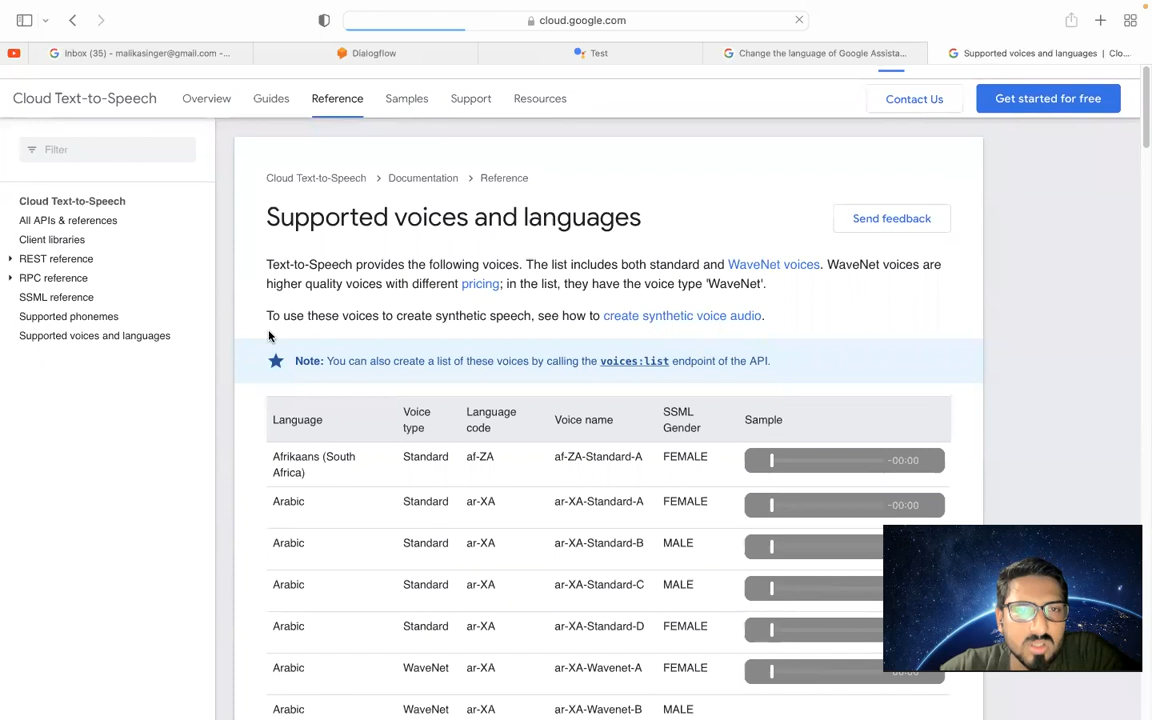 cloud.google.com
Inbox (35) - malikasinger@gmail.com -...
Dialogflow
Test
Change the language of Google Assista...
Supported voices and languages | Clo...
Cloud Text-to-Speech
Overview
Guides
Reference
Samples
Support
Resources
Contact Us
Get started for free
Filter
Cloud Text-to-Speech
All APIs & references
Client libraries
REST reference
RPC reference
SSML reference
Supported phonemes
Supported voices and languages
Cloud Text-to-Speech > Documentation > Reference
Supported voices and languages
Send feedback
Text-to-Speech provides the following voices. The list includes both standard and WaveNet voices. WaveNet voices are
higher quality voices with different pricing; in the list, they have the voice type 'WaveNet'.
To use these voices to create synthetic speech, see how to create synthetic voice audio.
Note: You can also create a list of these voices by calling the voices:list endpoint of the API.
Language Voice type Language code Voice name SSML Gender Sample
Afrikaans (South Africa) Standard af-ZA af-ZA-Standard-A FEMALE -00:00
Arabic Standard ar-XA ar-XA-Standard-A FEMALE -00:00
Arabic Standard ar-XA ar-XA-Standard-B MALE
Arabic Standard ar-XA ar-XA-Standard-C MALE
Arabic Standard ar-XA ar-XA-Standard-D FEMALE
Arabic WaveNet ar-XA ar-XA-Wavenet-A FEMALE
Arabic WaveNet ar-XA ar-XA-Wavenet-B MALE